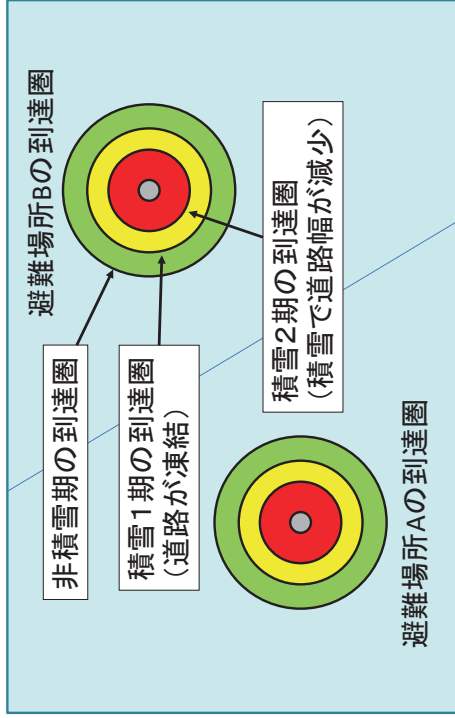 避難場所Bの到達圏
非積雪期の到達圏
積雪1期の到達圏
(道路が凍結)
積雪2期の到達圏
(積雪で道路幅が減少)
避難場所Aの到達圏